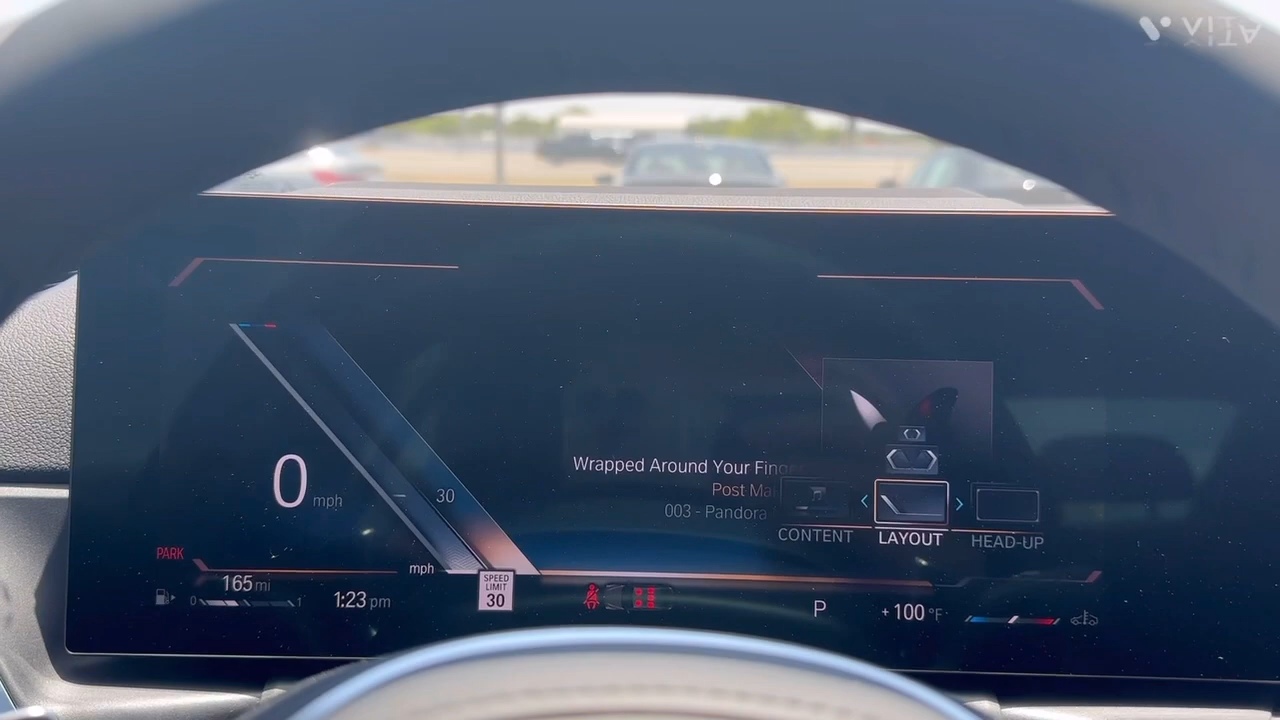 VITA
30
0 mph
Wrapped Around Your Finge
Post Ma
003 - Pandora
CONTENT
LAYOUT
HEAD-UP
PARK
mph
165 mi
0
1
1:23 pm
SPEED
LIMIT
30
P
+100 °F